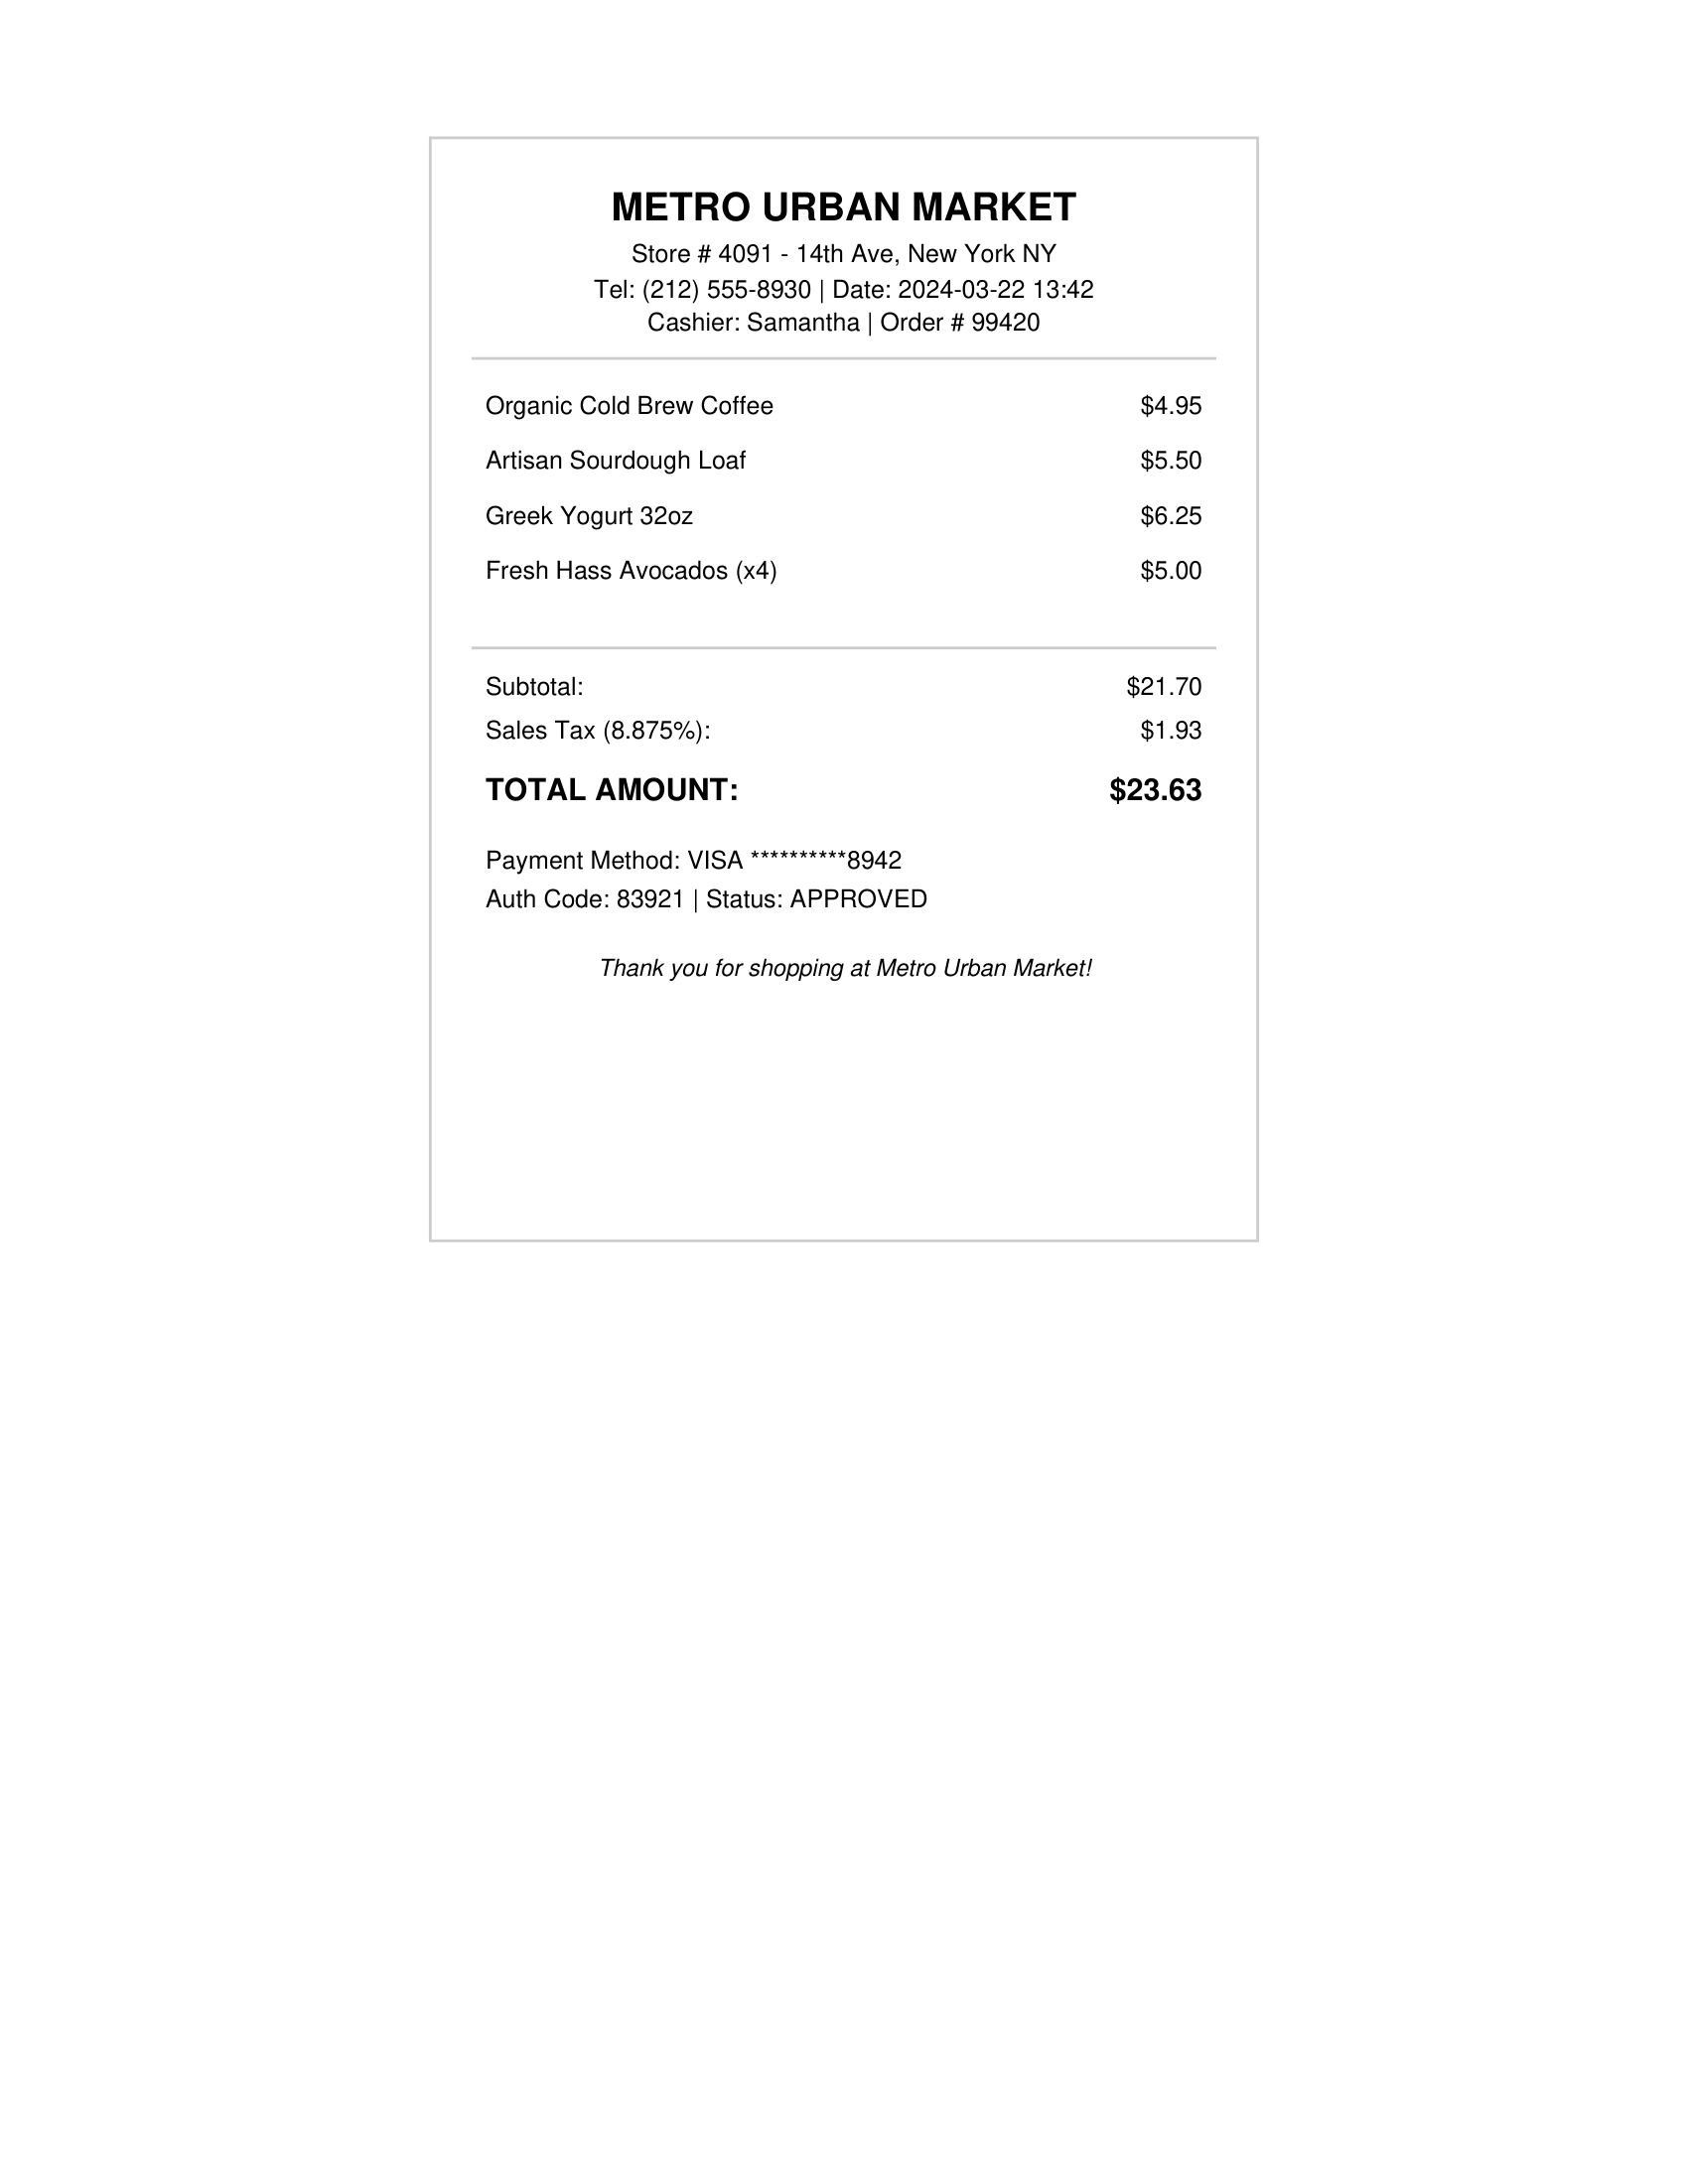 METRO URBAN MARKET
Store # 4091 - 14th Ave, New York NY
Tel: (212) 555-8930 | Date: 2024-03-22 13:42
Cashier: Samantha | Order # 99420
Organic Cold Brew Coffee $4.95
Artisan Sourdough Loaf $5.50
Greek Yogurt 32oz $6.25
Fresh Hass Avocados (x4) $5.00
Subtotal: $21.70
Sales Tax (8.875%): $1.93
TOTAL AMOUNT: $23.63
Payment Method: VISA **********8942
Auth Code: 83921 | Status: APPROVED
Thank you for shopping at Metro Urban Market!